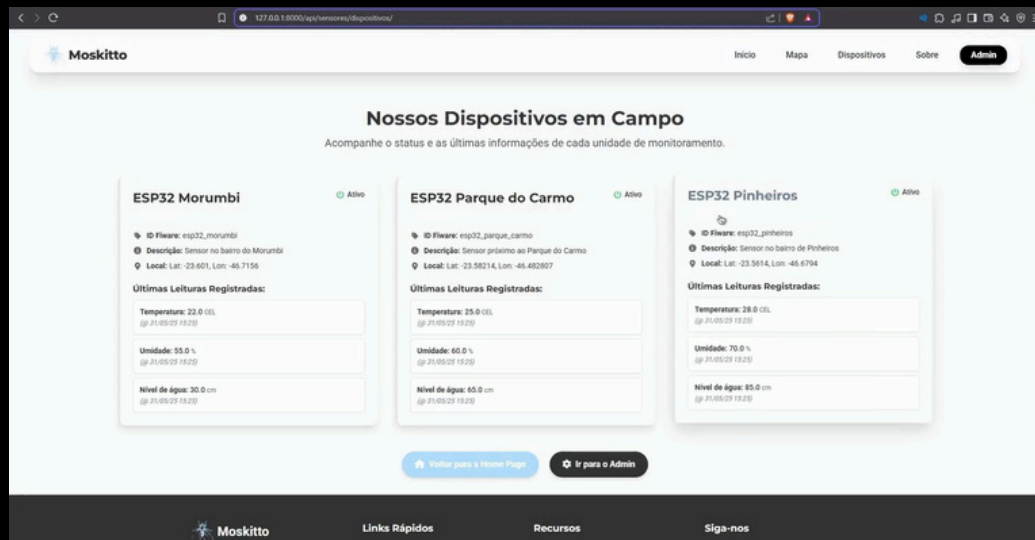 127.0.0.1:8000/api/sensores/dispositivos/
Moskitto
Início Mapa Dispositivos Sobre Admin
Nossos Dispositivos em Campo
Acompanhe o status e as últimas informações de cada unidade de monitoramento.
ESP32 Morumbi
Ativo
ID Fiware: esp32_morumbi
Descrição: Sensor no bairro do Morumbi
Local: Lat: -23.601, Lon: -46.7156
Últimas Leituras Registradas:
Temperatura: 22.0 CEL
(@ 31/05/25 15:25)
Umidade: 55.0 %
(@ 31/05/25 15:25)
Nível de água: 30.0 cm
(@ 31/05/25 15:25)
ESP32 Parque do Carmo
Ativo
ID Fiware: esp32_parque_carmo
Descrição: Sensor próximo ao Parque do Carmo
Local: Lat: -23.58214, Lon: -46.482807
Últimas Leituras Registradas:
Temperatura: 25.0 CEL
(@ 31/05/25 15:25)
Umidade: 60.0 %
(@ 31/05/25 15:25)
Nível de água: 65.0 cm
(@ 31/05/25 15:25)
ESP32 Pinheiros
Ativo
ID Fiware: esp32_pinheiros
Descrição: Sensor no bairro de Pinheiros
Local: Lat: -23.5614, Lon: -46.6794
Últimas Leituras Registradas:
Temperatura: 28.0 CEL
(@ 31/05/25 15:25)
Umidade: 70.0 %
(@ 31/05/25 15:25)
Nível de água: 85.0 cm
(@ 31/05/25 15:25)
Voltar para a Home Page
Ir para o Admin
Moskitto
Links Rápidos
Recursos
Siga-nos